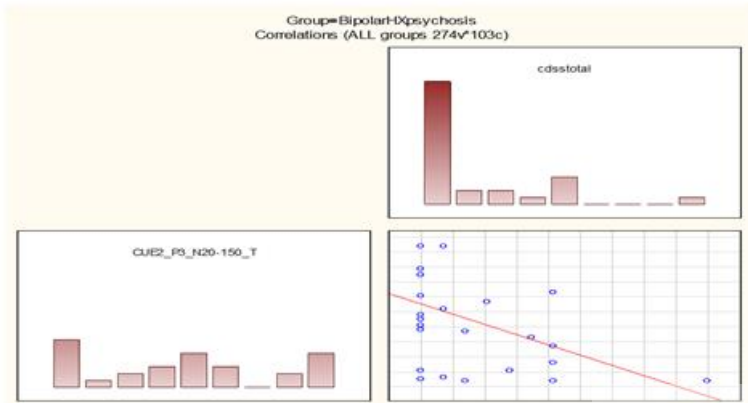 Group=BipolarHXpsychosis
Correlations (ALL groups 274v*103c)
cdsstotal
CUE2_P3_N20-150_T